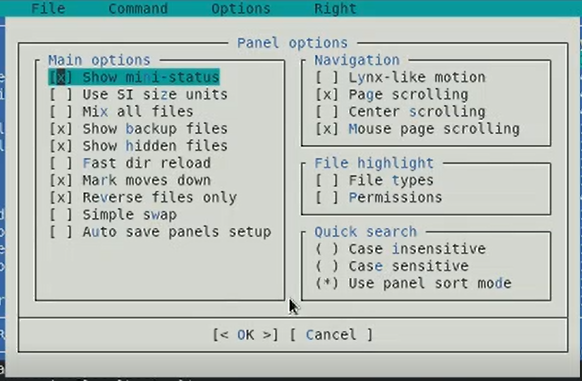 File Command Options Right
Panel options
Main options
[x] Show mini-status
[ ] Use SI size units
[ ] Mix all files
[x] Show backup files
[x] Show hidden files
[ ] Fast dir reload
[x] Mark moves down
[x] Reverse files only
[ ] Simple swap
[ ] Auto save panels setup
Navigation
[ ] Lynx-like motion
[x] Page scrolling
[ ] Center scrolling
[x] Mouse page scrolling
File highlight
[ ] File types
[ ] Permissions
Quick search
( ) Case insensitive
( ) Case sensitive
(*) Use panel sort mode
[< OK >] [ Cancel ]